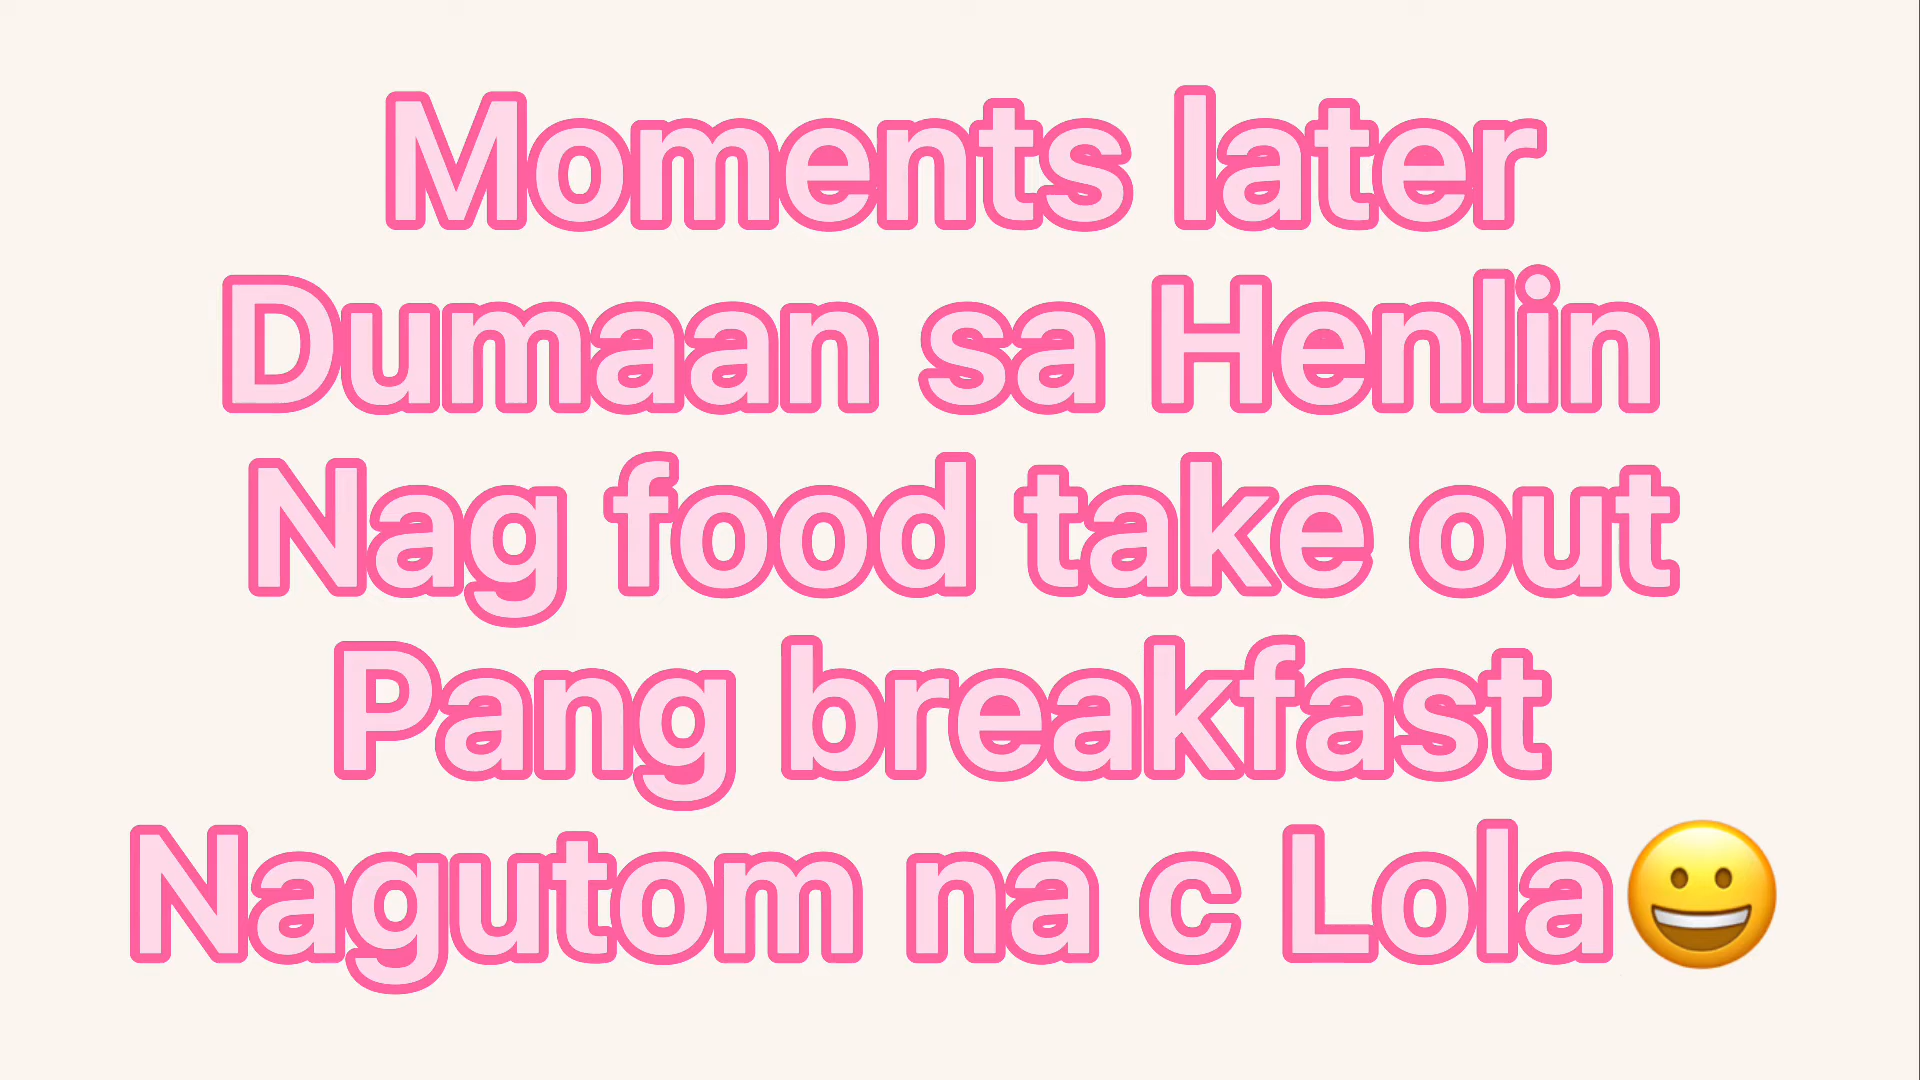 Moments later
Dumaan sa Henlin
Nag food take out
Pang breakfast
Nagutom na c Lola😀